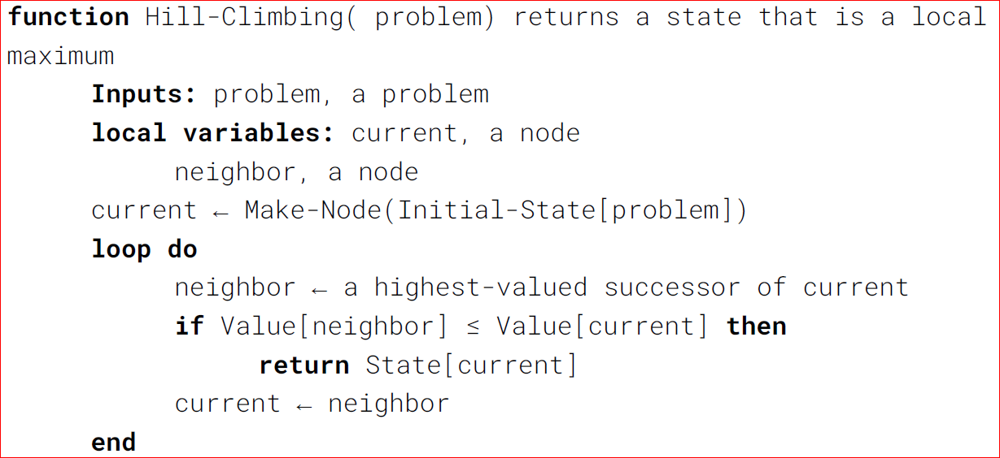 function Hill-Climbing( problem) returns a state that is a local
maximum
Inputs: problem, a problem
local variables: current, a node
neighbor, a node
current ← Make-Node(Initial-State[problem])
loop do
neighbor ← a highest-valued successor of current
if Value[neighbor] ≤ Value[current] then
return State[current]
current ← neighbor
end